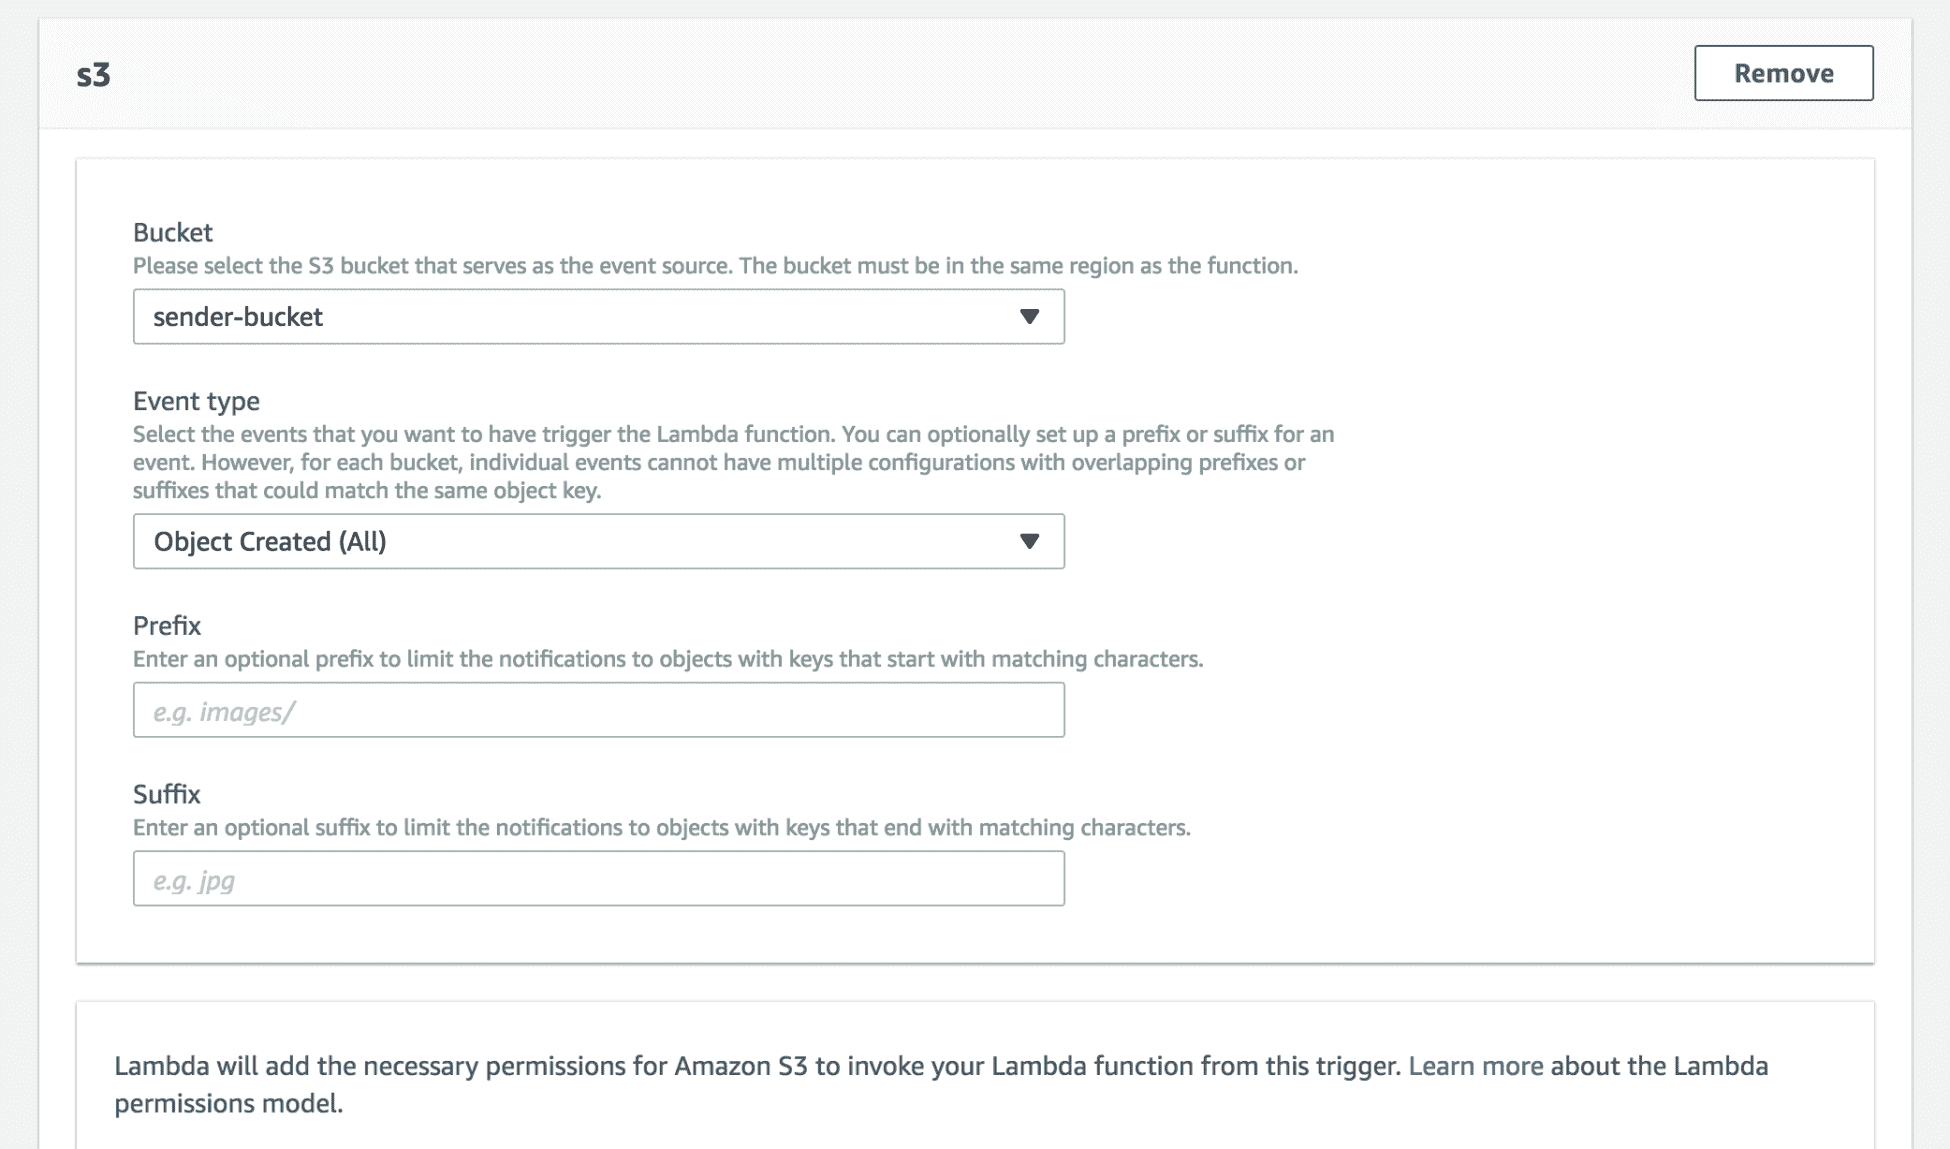 s3
Remove
Bucket
Please select the S3 bucket that serves as the event source. The bucket must be in the same region as the function.
sender-bucket
Event type
Select the events that you want to have trigger the Lambda function. You can optionally set up a prefix or suffix for an
event. However, for each bucket, individual events cannot have multiple configurations with overlapping prefixes or
suffixes that could match the same object key.
Object Created (All)
Prefix
Enter an optional prefix to limit the notifications to objects with keys that start with matching characters.
e.g. images/
Suffix
Enter an optional suffix to limit the notifications to objects with keys that end with matching characters.
e.g. jpg
Lambda will add the necessary permissions for Amazon S3 to invoke your Lambda function from this trigger. Learn more about the Lambda
permissions model.